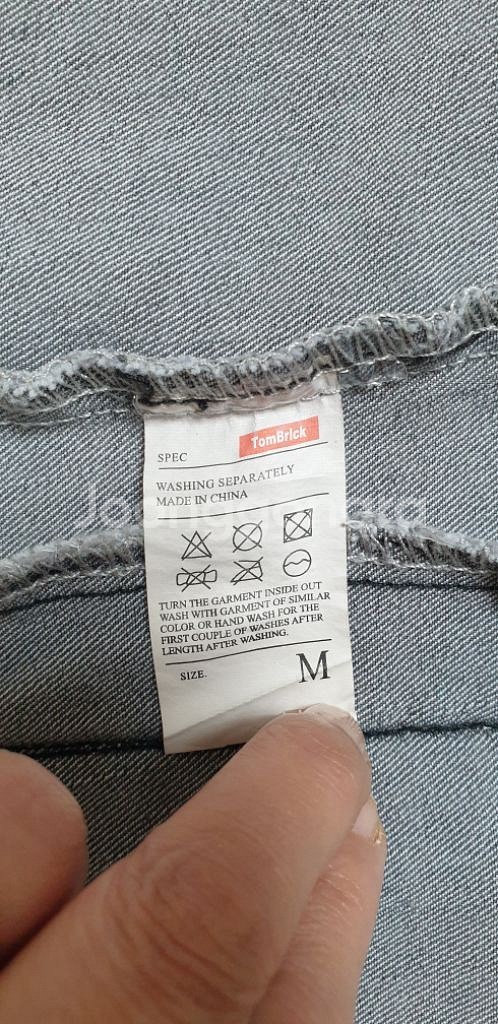 TomBrick
SPEC
WASHING SEPARATELY
MADE IN CHINA
Joonggonara
TURN THE GARMENT INSIDE OUT
WASH WITH GARMENT OF SIMILAR
COLOR OR HAND WASH FOR THE
FIRST COUPLE OF WASHES AFTER
LENGTH AFTER WASHING.
SIZE. M